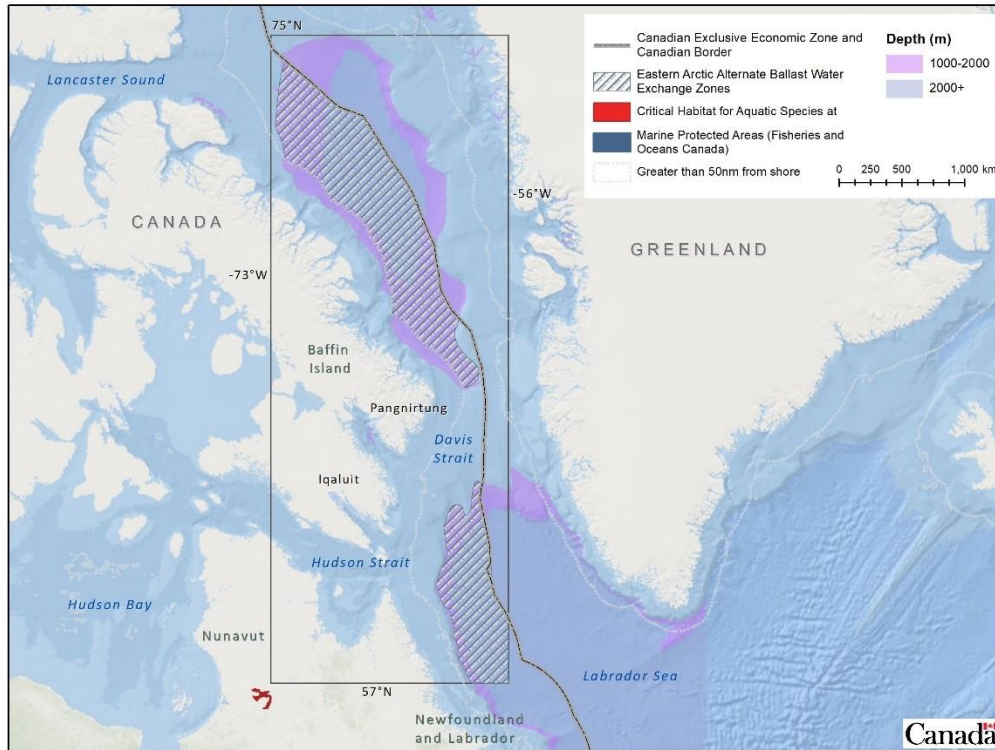 75°N
Lancaster Sound
CANADA
-73°W
-56°W
GREENLAND
Baffin
Island
Pangnirtung
Davis
Strait
Iqaluit
Hudson Strait
Hudson Bay
Nunavut
57°N
Labrador Sea
Newfoundland
and Labrador
Canadian Exclusive Economic Zone and
Canadian Border
Eastern Arctic Alternate Ballast Water
Exchange Zones
Critical Habitat for Aquatic Species at
Marine Protected Areas (Fisheries and
Oceans Canada)
Greater than 50nm from shore
Depth (m)
1000-2000
2000+
0 250 500 1,000 km
Canada